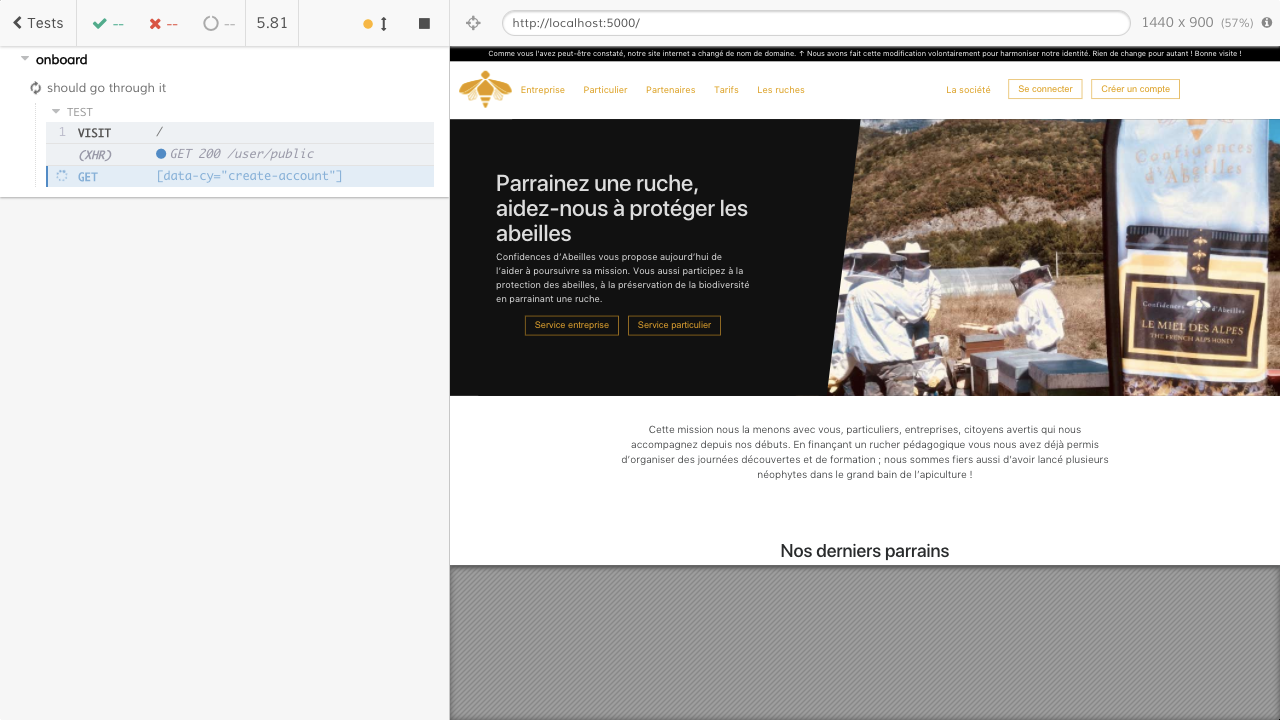 Tests
--
--
--
5.81
http://localhost:5000/
1440 x 900 (57%)
onboard
should go through it
TEST
1 VISIT /
(XHR) GET 200 /user/public
GET [data-cy="create-account"]
Comme vous l'avez peut-être constaté, notre site internet a changé de nom de domaine. ↑ Nous avons fait cette modification volontairement pour harmoniser notre identité. Rien de change pour autant ! Bonne visite !
Entreprise Particulier Partenaires Tarifs Les ruches La société Se connecter Créer un compte
Parrainez une ruche,
aidez-nous à protéger les
abeilles
Confidences d'Abeilles vous propose aujourd'hui de
l'aider à poursuivre sa mission. Vous aussi participez à la
protection des abeilles, à la préservation de la biodiversité
en parrainant une ruche.
Service entreprise Service particulier
Confidences
d'Abeilles
Confidences d'Abeilles
LE MIEL DES ALPES
THE FRENCH ALPS HONEY
Cette mission nous la menons avec vous, particuliers, entreprises, citoyens avertis qui nous
accompagnez depuis nos débuts. En finançant un rucher pédagogique vous nous avez déjà permis
d'organiser des journées découvertes et de formation ; nous sommes fiers aussi d'avoir lancé plusieurs
néophytes dans le grand bain de l'apiculture !
Nos derniers parrains